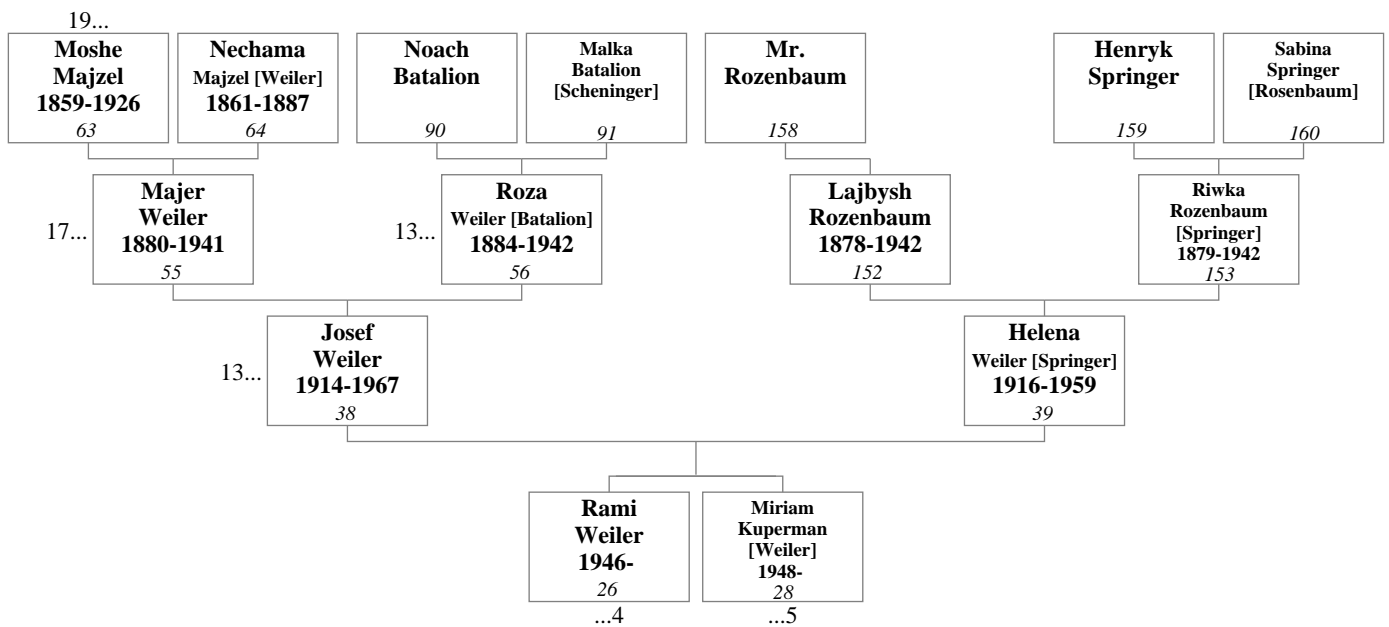 19...
Moshe
Majzel
1859-1926
63
Nechama
Majzel [Weiler]
1861-1887
64
Noach
Batalion
90
Malka
Batalion
[Scheninger]
91
Mr.
Rozenbaum
158
Henryk
Springer
159
Sabina
Springer
[Rosenbaum]
160
17...
Majer
Weiler
1880-1941
55
13...
Roza
Weiler [Batalion]
1884-1942
56
Lajbysh
Rozenbaum
1878-1942
152
Riwka
Rozenbaum
[Springer]
1879-1942
153
13...
Josef
Weiler
1914-1967
38
Helena
Weiler [Springer]
1916-1959
39
Rami
Weiler
1946-
26
...4
Miriam
Kuperman
[Weiler]
1948-
28
...5